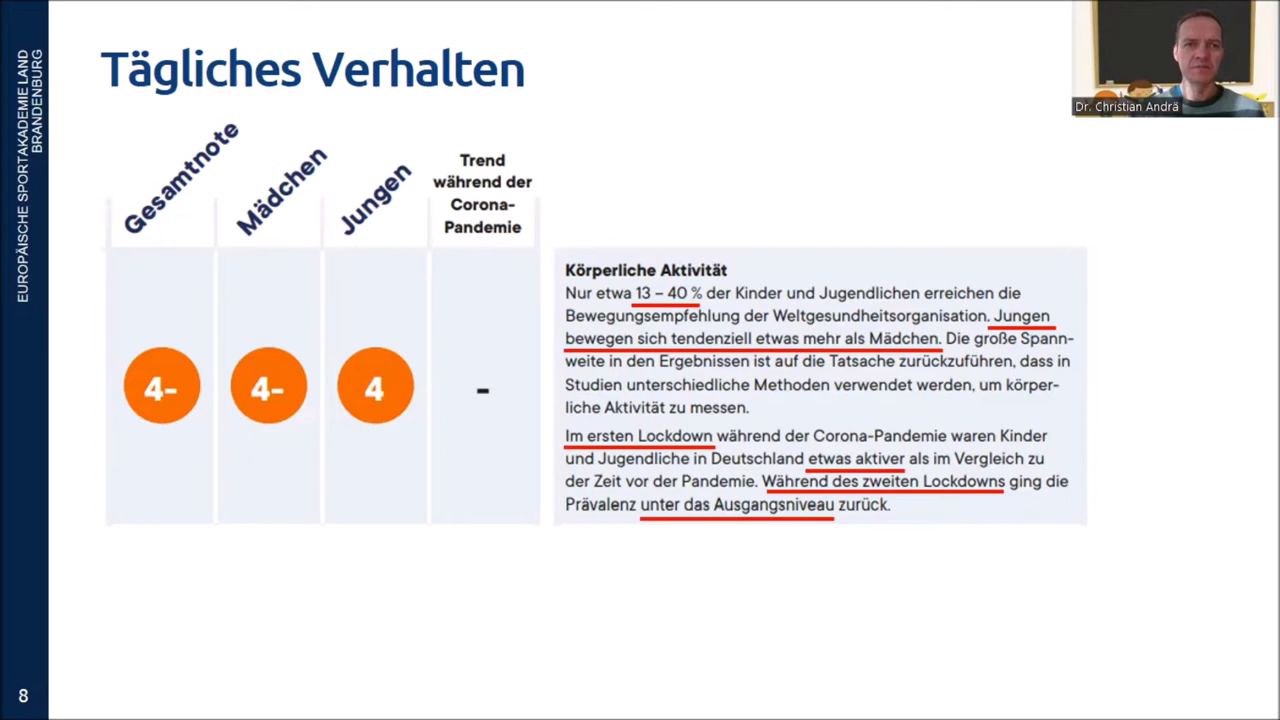 EUROPÄISCHE SPORTAKADEMIE LAND
BRANDENBURG
Tägliches Verhalten
Dr. Christian Andrä
Gesamtnote
Mädchen
Jungen
Trend
während der
Corona-
Pandemie
4-
4-
4
-
Körperliche Aktivität
Nur etwa 13 – 40 % der Kinder und Jugendlichen erreichen die
Bewegungsempfehlung der Weltgesundheitsorganisation. Jungen
bewegen sich tendenziell etwas mehr als Mädchen. Die große Spann-
weite in den Ergebnissen ist auf die Tatsache zurückzuführen, dass in
Studien unterschiedliche Methoden verwendet werden, um körper-
liche Aktivität zu messen.
Im ersten Lockdown während der Corona-Pandemie waren Kinder
und Jugendliche in Deutschland etwas aktiver als im Vergleich zu
der Zeit vor der Pandemie. Während des zweiten Lockdowns ging die
Prävalenz unter das Ausgangsniveau zurück.
8